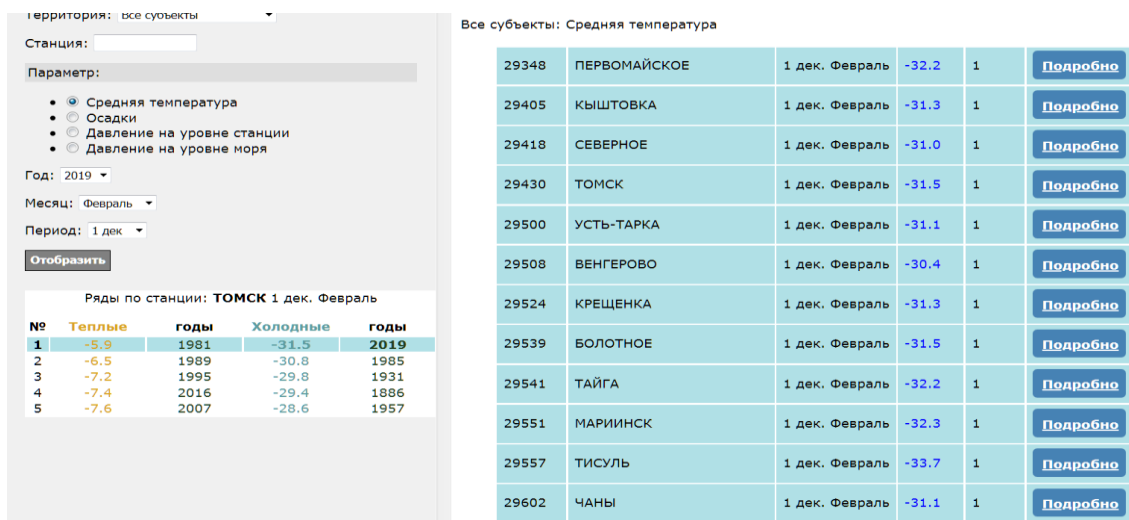 Территория: Все субъекты
Станция:
Параметр:
Средняя температура
Осадки
Давление на уровне станции
Давление на уровне моря
Год: 2019
Месяц: Февраль
Период: 1 дек
Отобразить
Ряды по станции: ТОМСК 1 дек. Февраль
№ Теплые годы Холодные годы
1 -5.9 1981 -31.5 2019
2 -6.5 1989 -30.8 1985
3 -7.2 1995 -29.8 1931
4 -7.4 2016 -29.4 1886
5 -7.6 2007 -28.6 1957
Все субъекты: Средняя температура
29348 ПЕРВОМАЙСКОЕ 1 дек. Февраль -32.2 1 Подробно
29405 КЫШТОВКА 1 дек. Февраль -31.3 1 Подробно
29418 СЕВЕРНОЕ 1 дек. Февраль -31.0 1 Подробно
29430 ТОМСК 1 дек. Февраль -31.5 1 Подробно
29500 УСТЬ-ТАРКА 1 дек. Февраль -31.1 1 Подробно
29508 ВЕНГЕРОВО 1 дек. Февраль -30.4 1 Подробно
29524 КРЕЩЕНКА 1 дек. Февраль -31.3 1 Подробно
29539 БОЛОТНОЕ 1 дек. Февраль -31.5 1 Подробно
29541 ТАЙГА 1 дек. Февраль -32.2 1 Подробно
29551 МАРИИНСК 1 дек. Февраль -32.3 1 Подробно
29557 ТИСУЛЬ 1 дек. Февраль -33.7 1 Подробно
29602 ЧАНЫ 1 дек. Февраль -31.1 1 Подробно